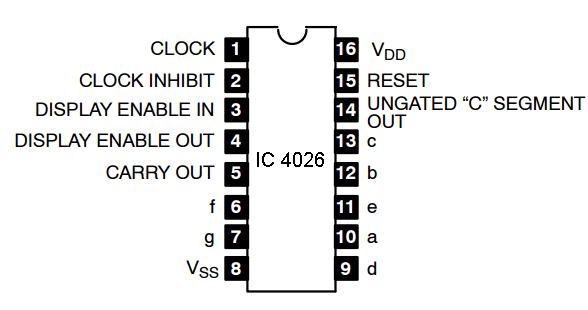 CLOCK 1 16 VDD
CLOCK INHIBIT 2 15 RESET
DISPLAY ENABLE IN 3 14 UNGATED “C” SEGMENT
OUT
DISPLAY ENABLE OUT 4 13 c
IC 4026
CARRY OUT 5 12 b
f 6 11 e
g 7 10 a
VSS 8 9 d